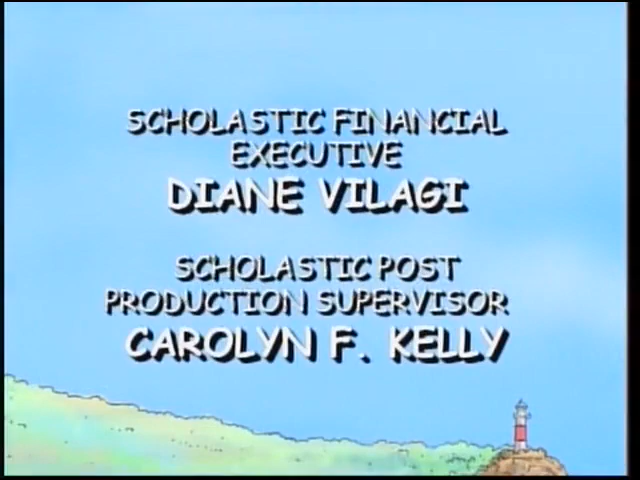 SCHOLASTIC FINANCIAL
EXECUTIVE
DIANE VILAGI
SCHOLASTIC POST
PRODUCTION SUPERVISOR
CAROLYN F. KELLY